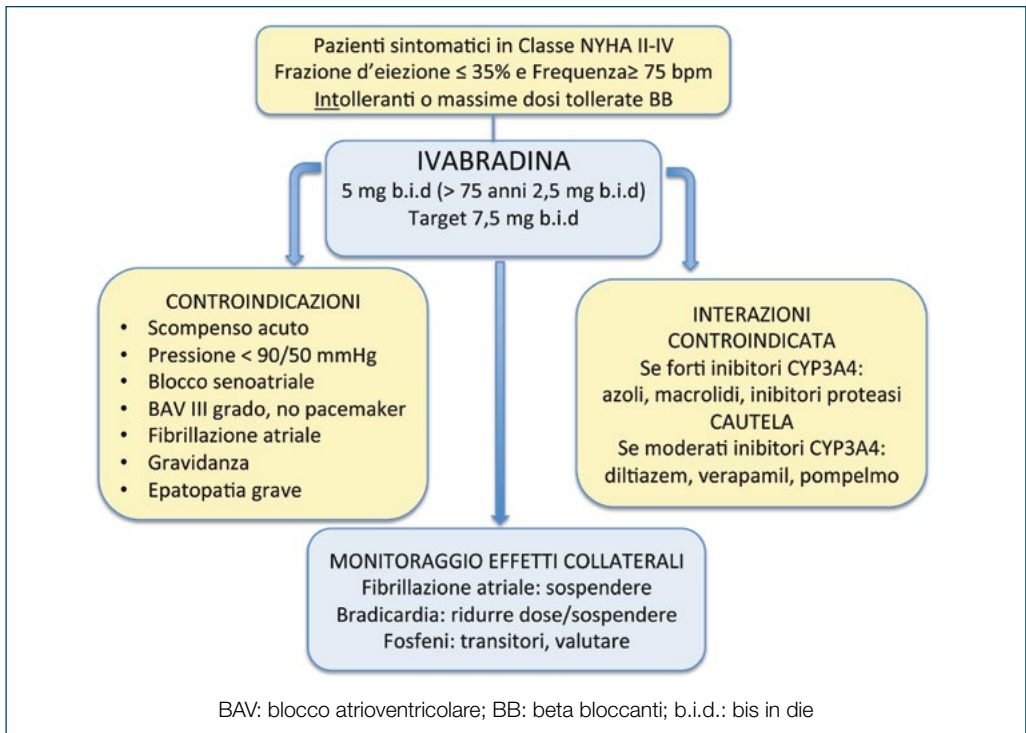 Pazienti sintomatici in Classe NYHA II-IV
Frazione d'eiezione ≤ 35% e Frequenza≥ 75 bpm
Intolleranti o massime dosi tollerate BB
IVABRADINA
5 mg b.i.d (> 75 anni 2,5 mg b.i.d)
Target 7,5 mg b.i.d
CONTROINDICAZIONI
• Scompenso acuto
• Pressione < 90/50 mmHg
• Blocco senoatriale
• BAV III grado, no pacemaker
• Fibrillazione atriale
• Gravidanza
• Epatopatia grave
INTERAZIONI
CONTROINDICATA
Se forti inibitori CYP3A4:
azoli, macrolidi, inibitori proteasi
CAUTELA
Se moderati inibitori CYP3A4:
diltiazem, verapamil, pompelmo
MONITORAGGIO EFFETTI COLLATERALI
Fibrillazione atriale: sospendere
Bradicardia: ridurre dose/sospendere
Fosfeni: transitori, valutare
BAV: blocco atrioventricolare; BB: beta bloccanti; b.i.d.: bis in die